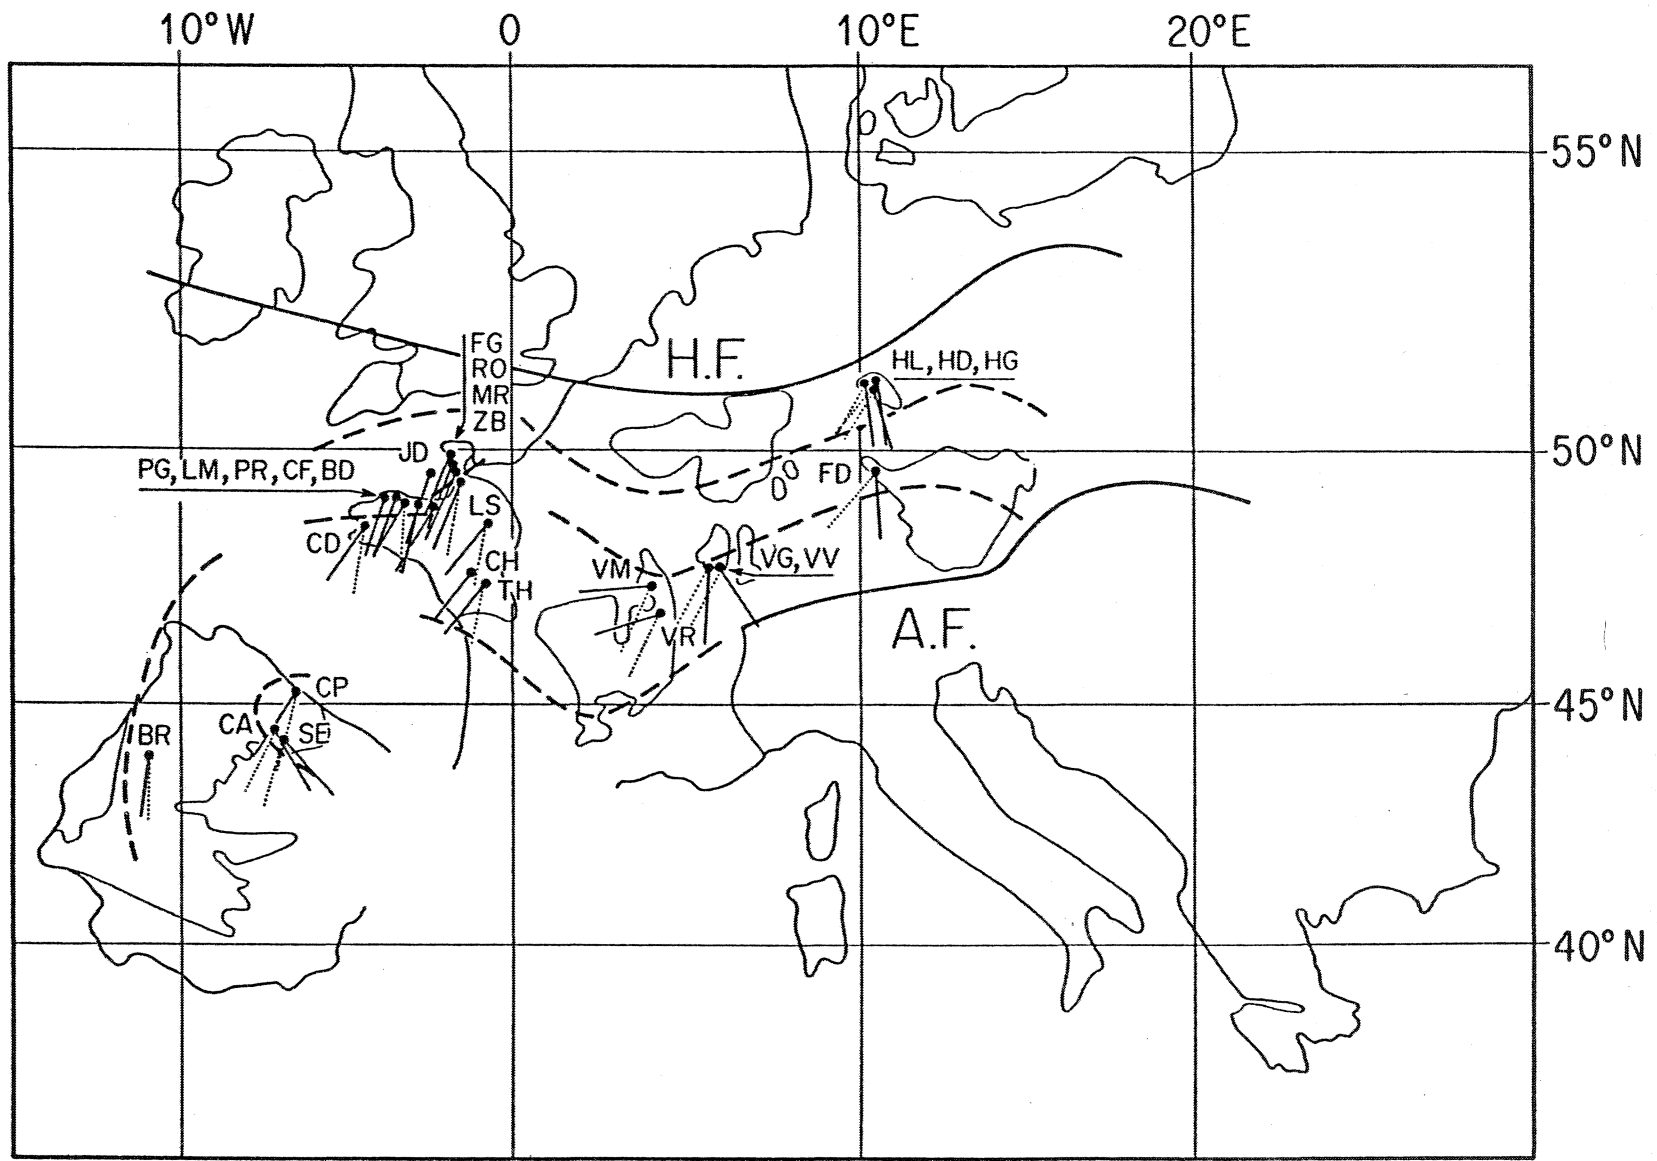 10°W 0 10°E 20°E
55°N
FG
RO
H.F.
HL, HD, HG
MR
ZB
JD
50°N
PG, LM, PR, CF, BD
FD
LS
CD
CH
VM
VG, VV
TH
VR
A.F.
CP
45°N
CA
SE
BR
40°N